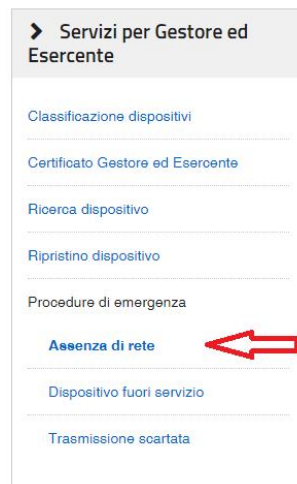 Servizi per Gestore ed
Esercente
Classificazione dispositivi
Certificato Gestore ed Esercente
Ricerca dispositivo
Ripristino dispositivo
Procedure di emergenza
Assenza di rete
Dispositivo fuori servizio
Trasmissione scartata